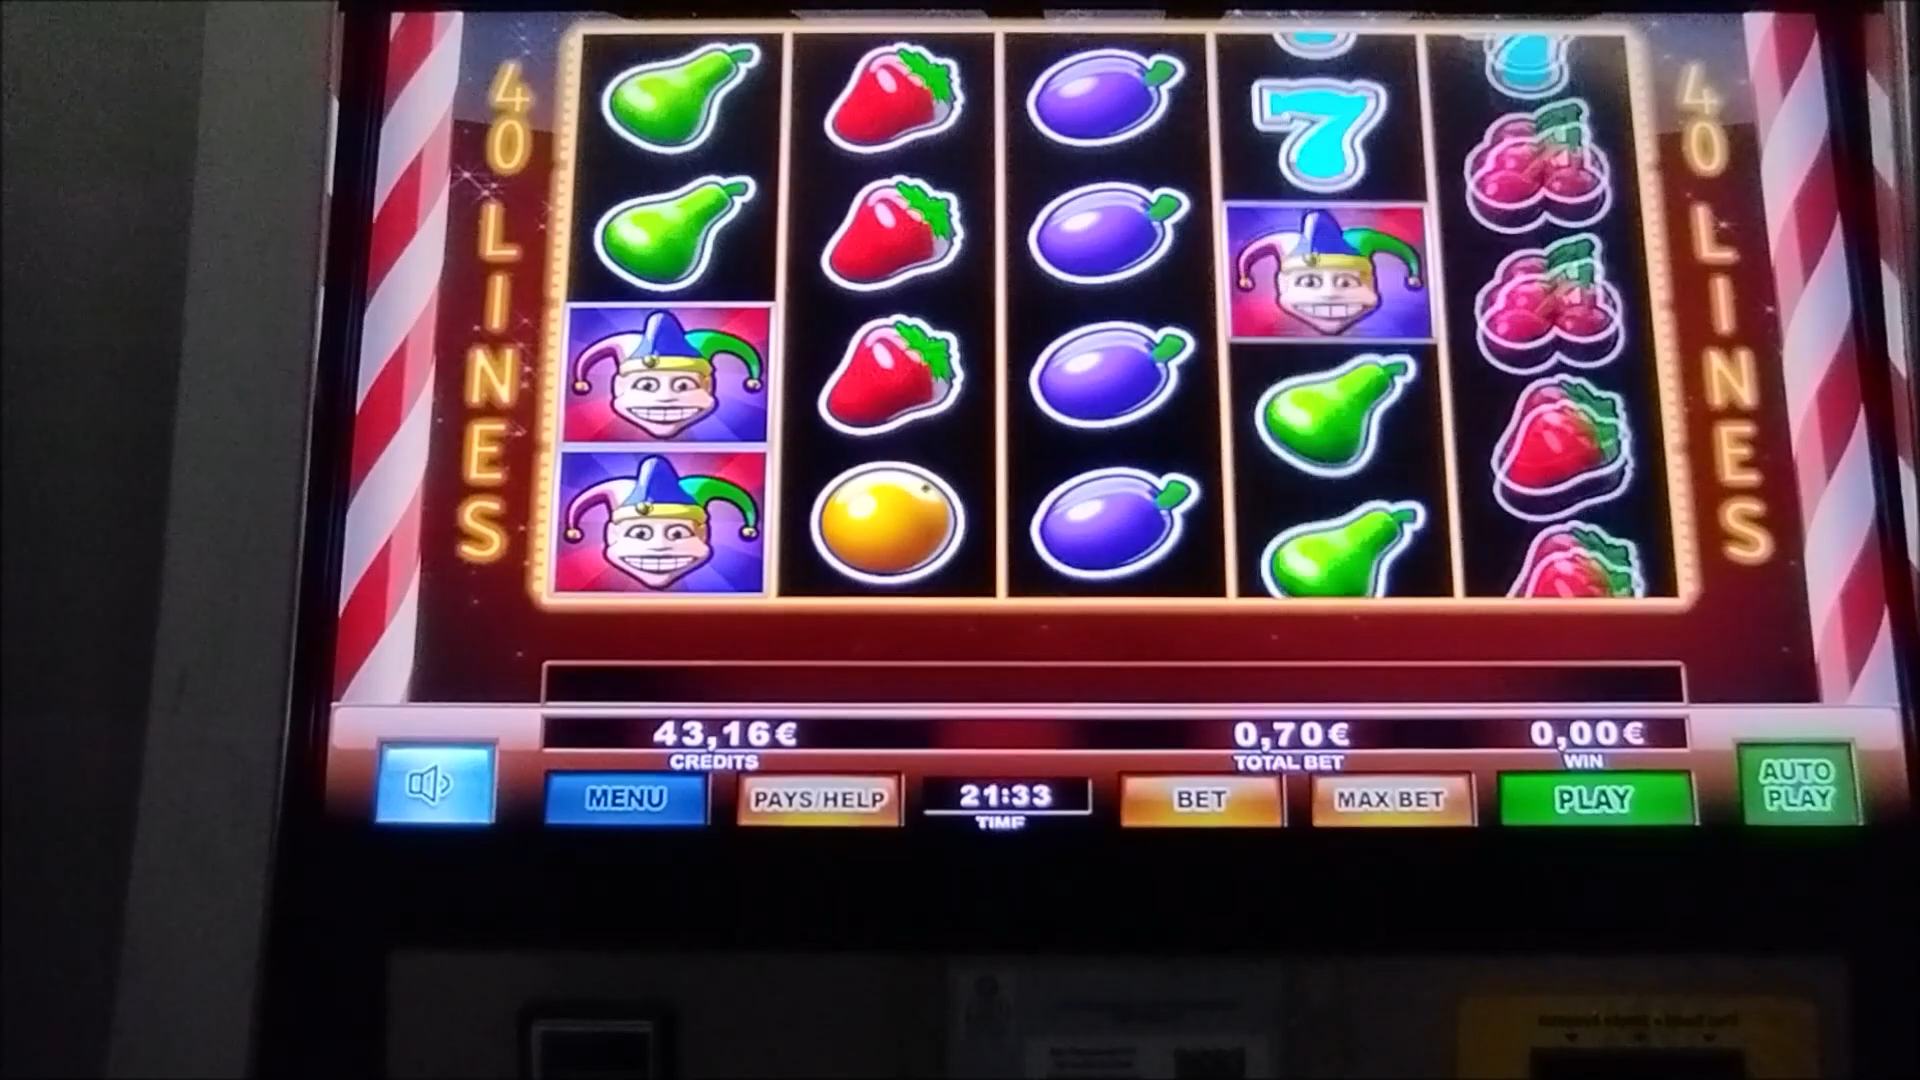 40 LINES
40 LINES
7
43,16€
CREDITS
0,70€
TOTAL BET
0,00€
WIN
MENU
PAYS/HELP
21:33
TIME
BET
MAX BET
PLAY
AUTO
PLAY